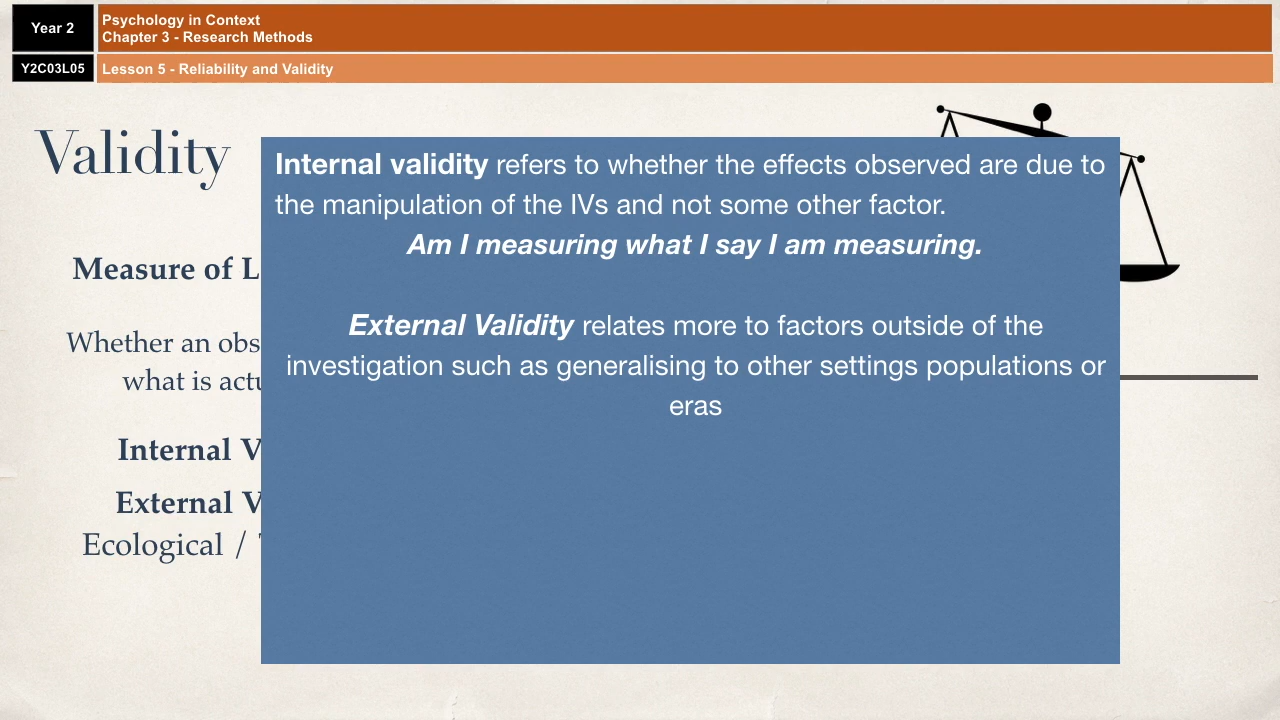 Year 2
Psychology in Context
Chapter 3 - Research Methods
Y2C03L05
Lesson 5 - Reliability and Validity
Validity
Internal validity refers to whether the effects observed are due to
the manipulation of the IVs and not some other factor.
Am I measuring what I say I am measuring.
External Validity relates more to factors outside of the
investigation such as generalising to other settings populations or
eras
Measure of
Whether an
what is
Internal
External
Ecological /